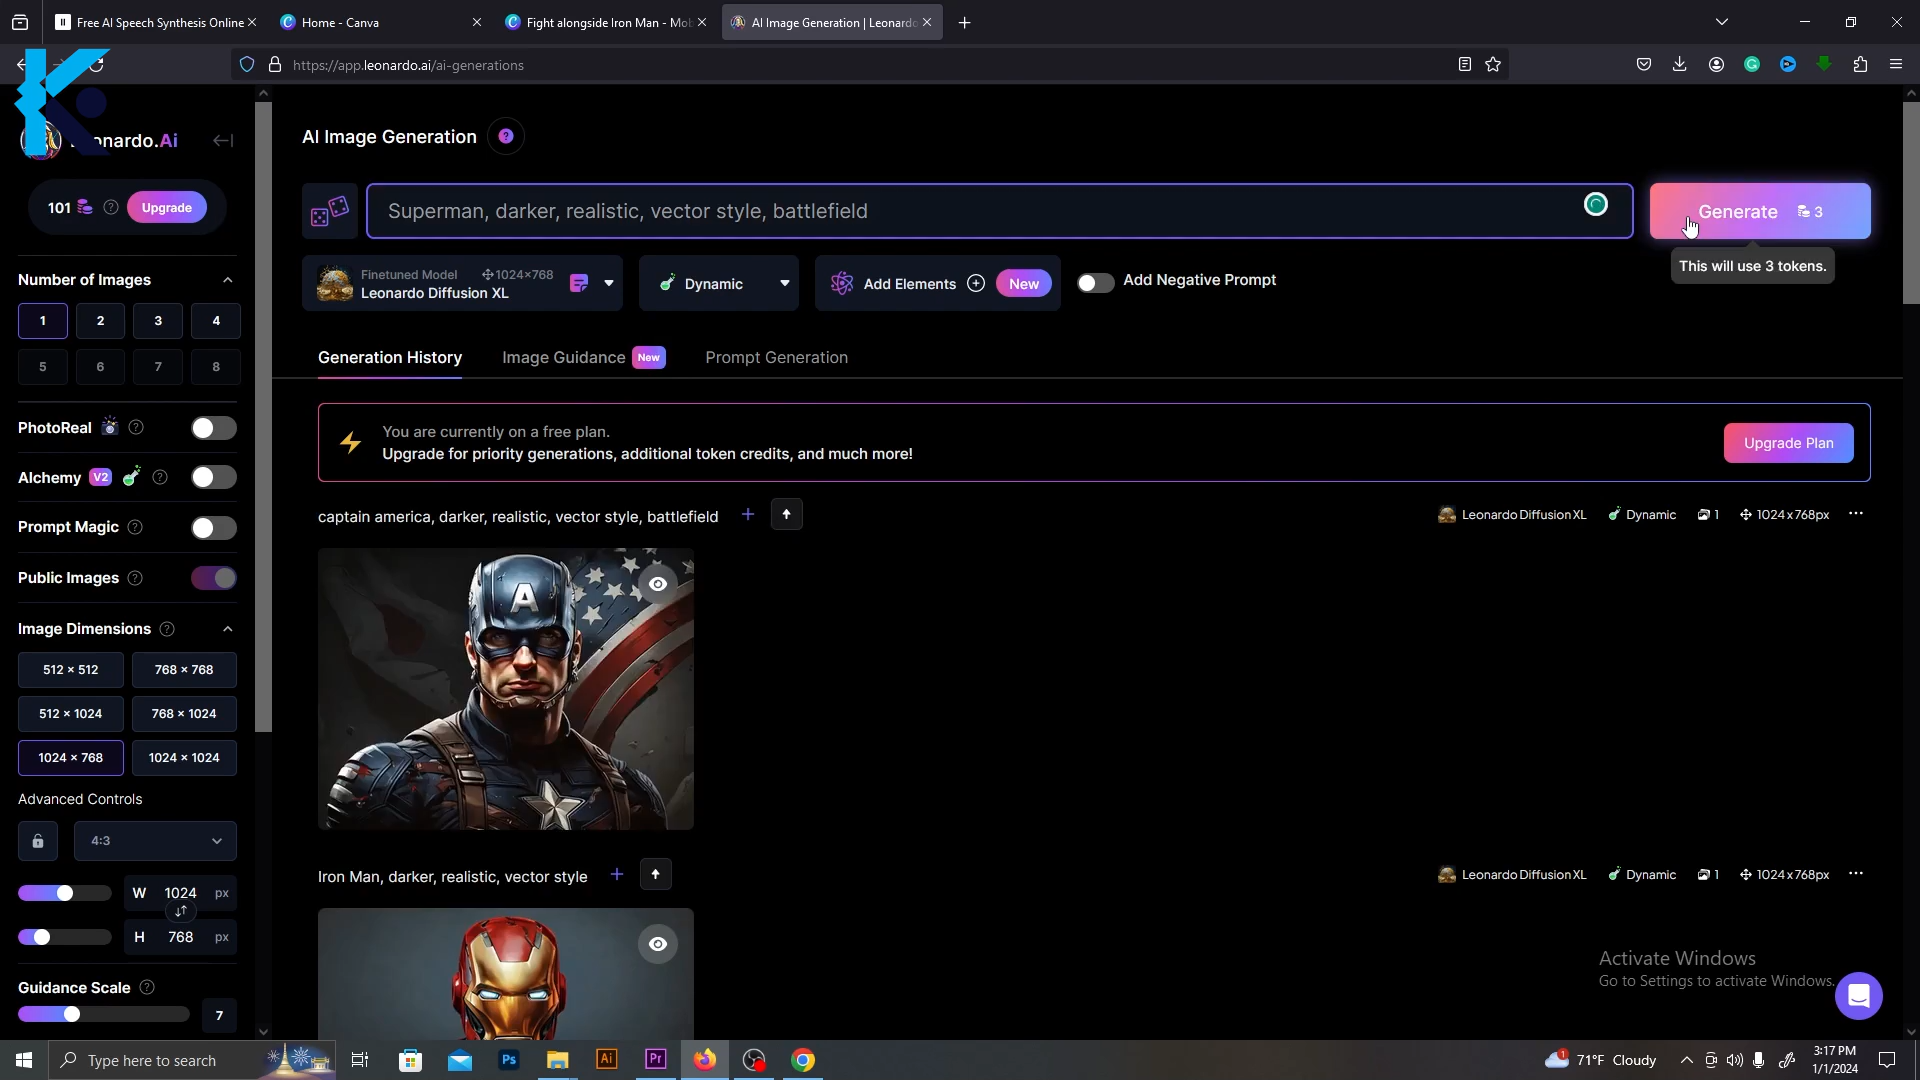 Free AI Speech Synthesis Online
Home - Canva
Fight alongside Iron Man - Mob
AI Image Generation | Leonardo
https://app.leonardo.ai/ai-generations
onardo.Ai
101
Upgrade
AI Image Generation
Superman, darker, realistic, vector style, battlefield
Generate 3
This will use 3 tokens.
Finetuned Model 1024×768
Leonardo Diffusion XL
Dynamic
Add Elements
New
Add Negative Prompt
Number of Images
1 2 3 4
5 6 7 8
PhotoReal
Alchemy V2
Prompt Magic
Public Images
Image Dimensions
512 × 512 768 × 768
512 × 1024 768 × 1024
1024 × 768 1024 × 1024
Advanced Controls
4:3
W 1024 px
H 768 px
Guidance Scale
7
Generation History Image Guidance New Prompt Generation
You are currently on a free plan.
Upgrade for priority generations, additional token credits, and much more!
Upgrade Plan
captain america, darker, realistic, vector style, battlefield
Leonardo Diffusion XL Dynamic 1 1024x768px
A
Iron Man, darker, realistic, vector style
Leonardo Diffusion XL Dynamic 1 1024x768px
Activate Windows
Go to Settings to activate Windows.
Type here to search
Ps
Ai
Pr
1
71°F Cloudy
3:17 PM
1/1/2024